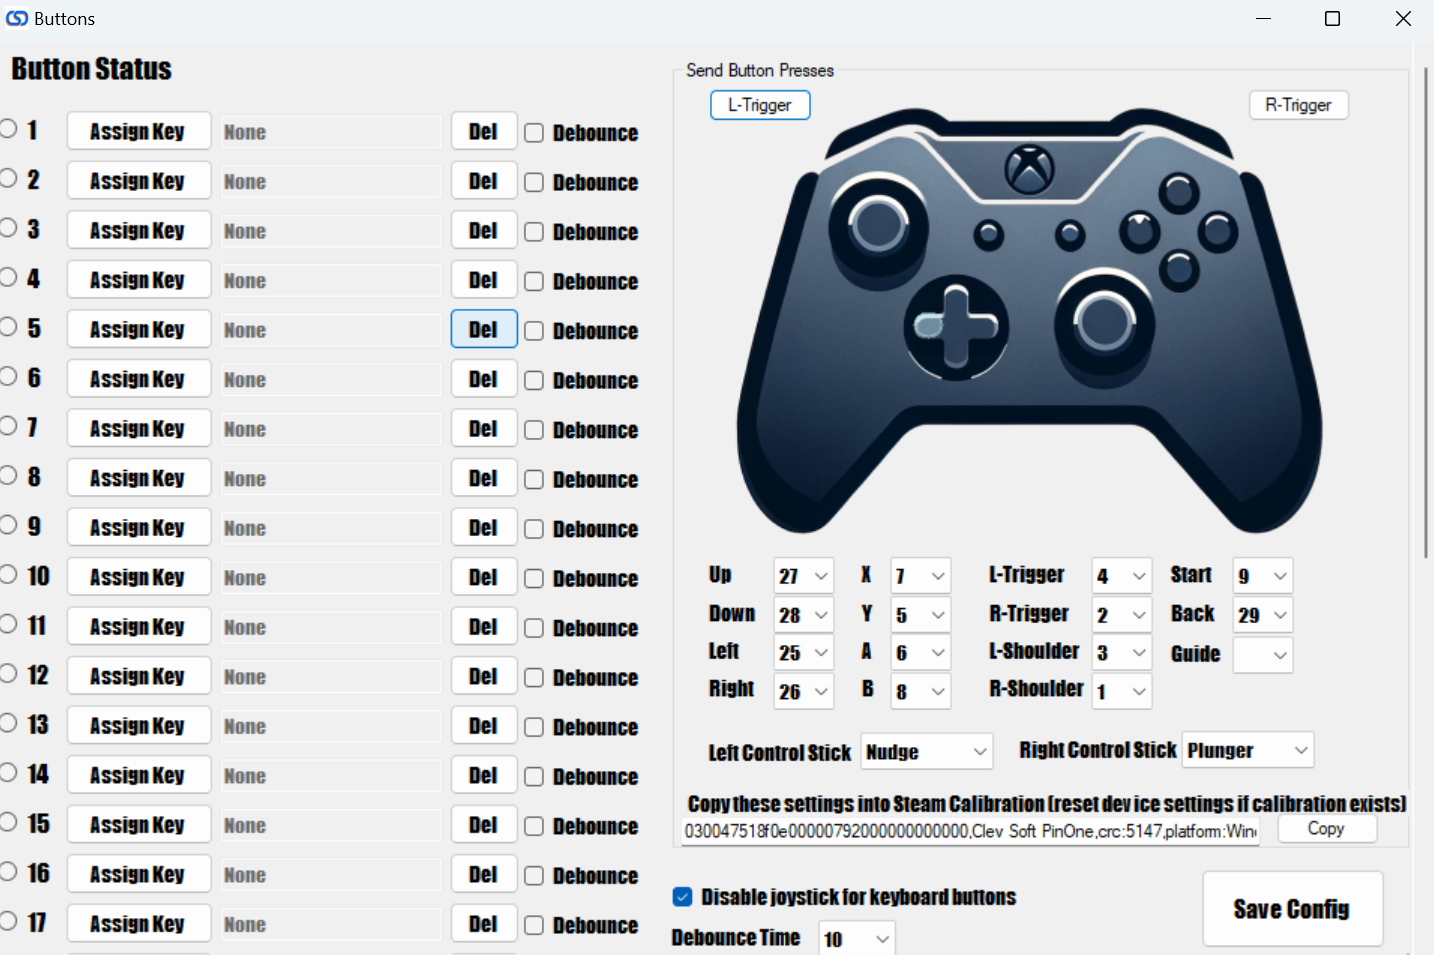 Buttons
Button Status
1 Assign Key None Del Debounce
2 Assign Key None Del Debounce
3 Assign Key None Del Debounce
4 Assign Key None Del Debounce
5 Assign Key None Del Debounce
6 Assign Key None Del Debounce
7 Assign Key None Del Debounce
8 Assign Key None Del Debounce
9 Assign Key None Del Debounce
10 Assign Key None Del Debounce
11 Assign Key None Del Debounce
12 Assign Key None Del Debounce
13 Assign Key None Del Debounce
14 Assign Key None Del Debounce
15 Assign Key None Del Debounce
16 Assign Key None Del Debounce
17 Assign Key None Del Debounce
Send Button Presses
L-Trigger R-Trigger
Up 27 X 7 L-Trigger 4 Start 9
Down 28 Y 5 R-Trigger 2 Back 29
Left 25 A 6 L-Shoulder 3 Guide
Right 26 B 8 R-Shoulder 1
Left Control Stick Nudge Right Control Stick Plunger
Copy these settings into Steam Calibration (reset device settings if calibration exists)
030047518f0e00000792000000000000,Clev Soft PinOne,crc:5147,platform:Win Copy
Disable joystick for keyboard buttons
Save Config
Debounce Time 10